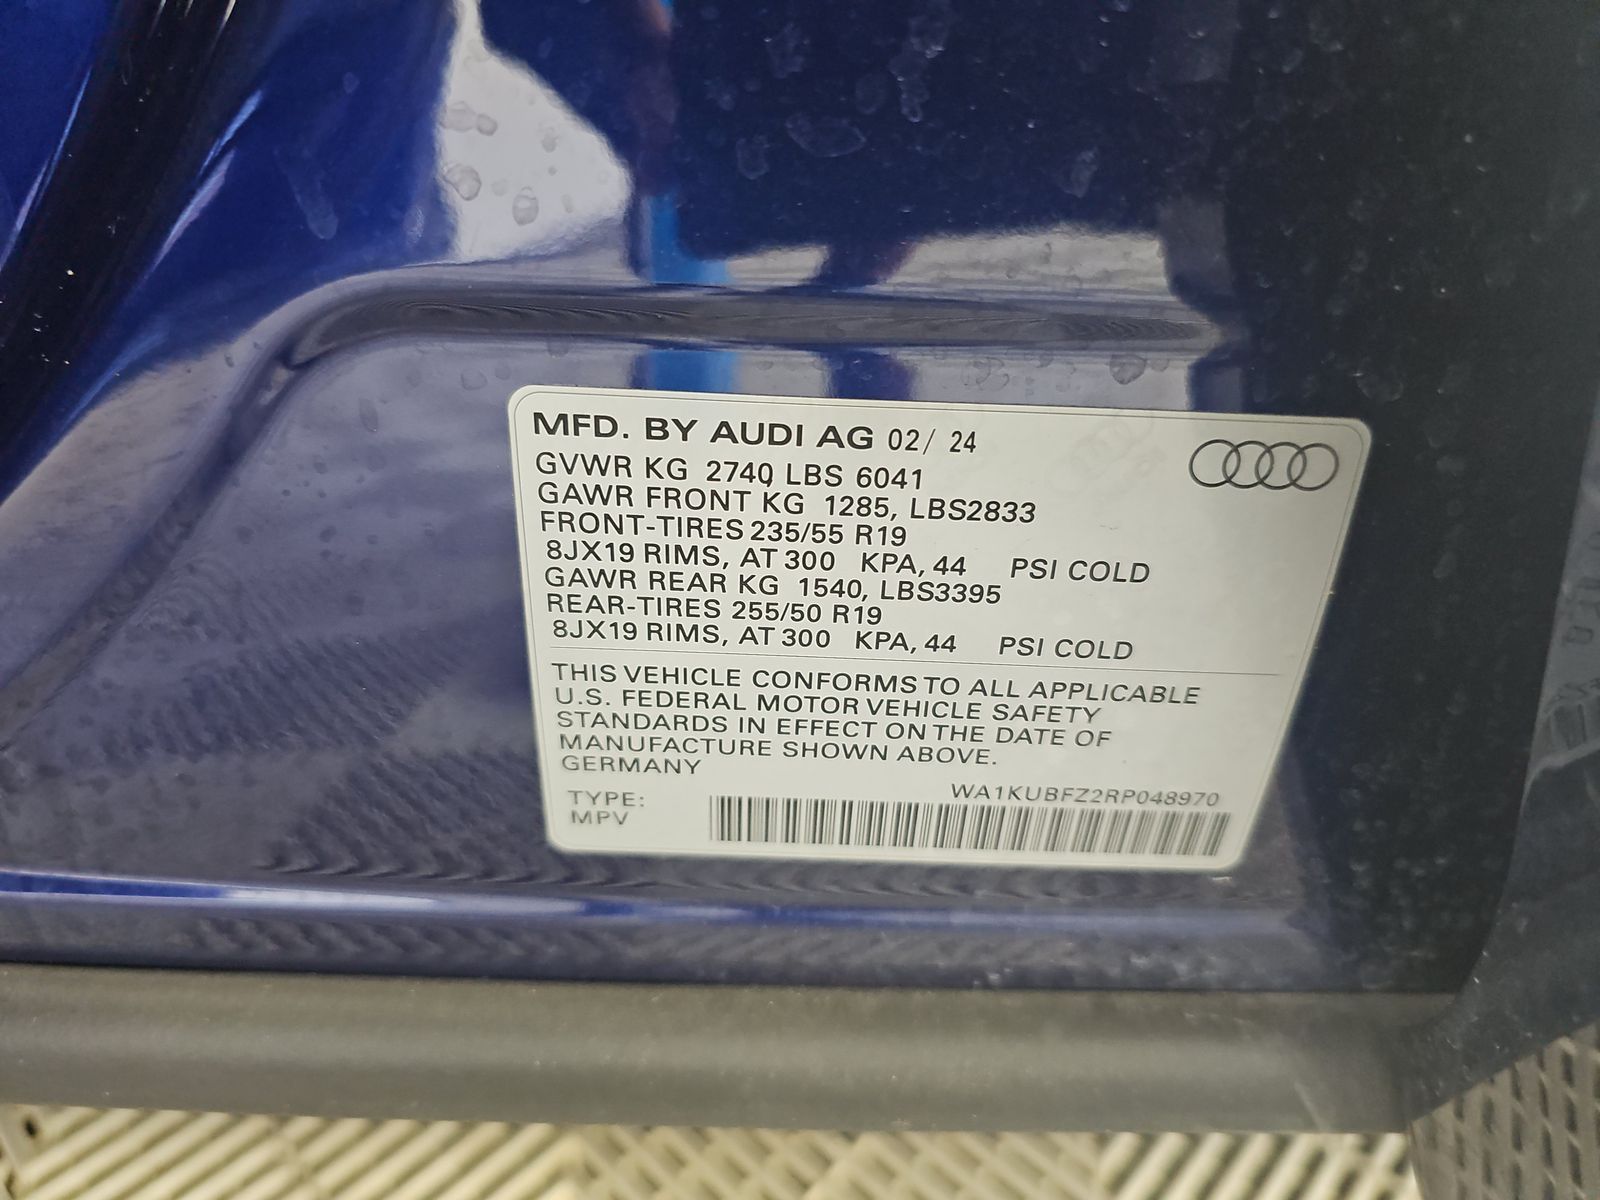 MFD. BY AUDI AG 02/ 24
GVWR KG 2740 LBS 6041
GAWR FRONT KG 1285, LBS2833
FRONT-TIRES 235/55 R19
8JX19 RIMS, AT 300 KPA, 44 PSI COLD
GAWR REAR KG 1540, LBS3395
REAR-TIRES 255/50 R19
8JX19 RIMS, AT 300 KPA, 44 PSI COLD
THIS VEHICLE CONFORMS TO ALL APPLICABLE
U.S. FEDERAL MOTOR VEHICLE SAFETY
STANDARDS IN EFFECT ON THE DATE OF
MANUFACTURE SHOWN ABOVE.
GERMANY
WA1KUBFZ2RP048970
TYPE:
MPV